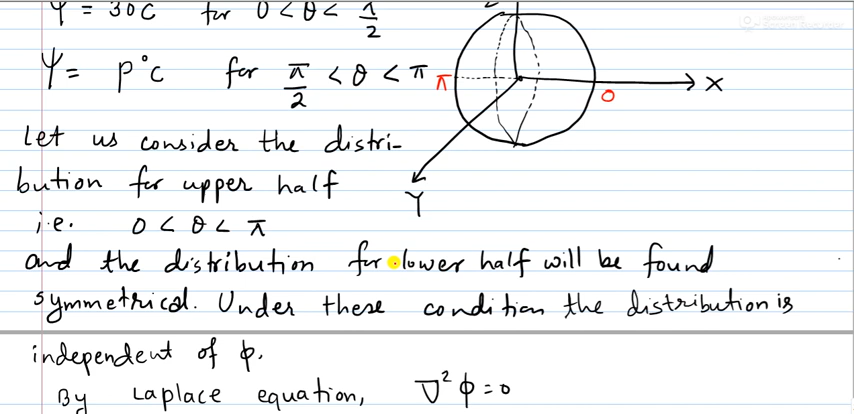 Ψ = 30°C for 0 < θ < π/2
Ψ = p°C for π/2 < θ < π
π
0
X
Y
Let us consider the distri-
bution for upper half
i.e. 0 < θ < π
and the distribution for lower half will be found
symmetrical. Under these condition the distribution is
independent of ϕ.
By Laplace equation, ∇²ϕ = 0